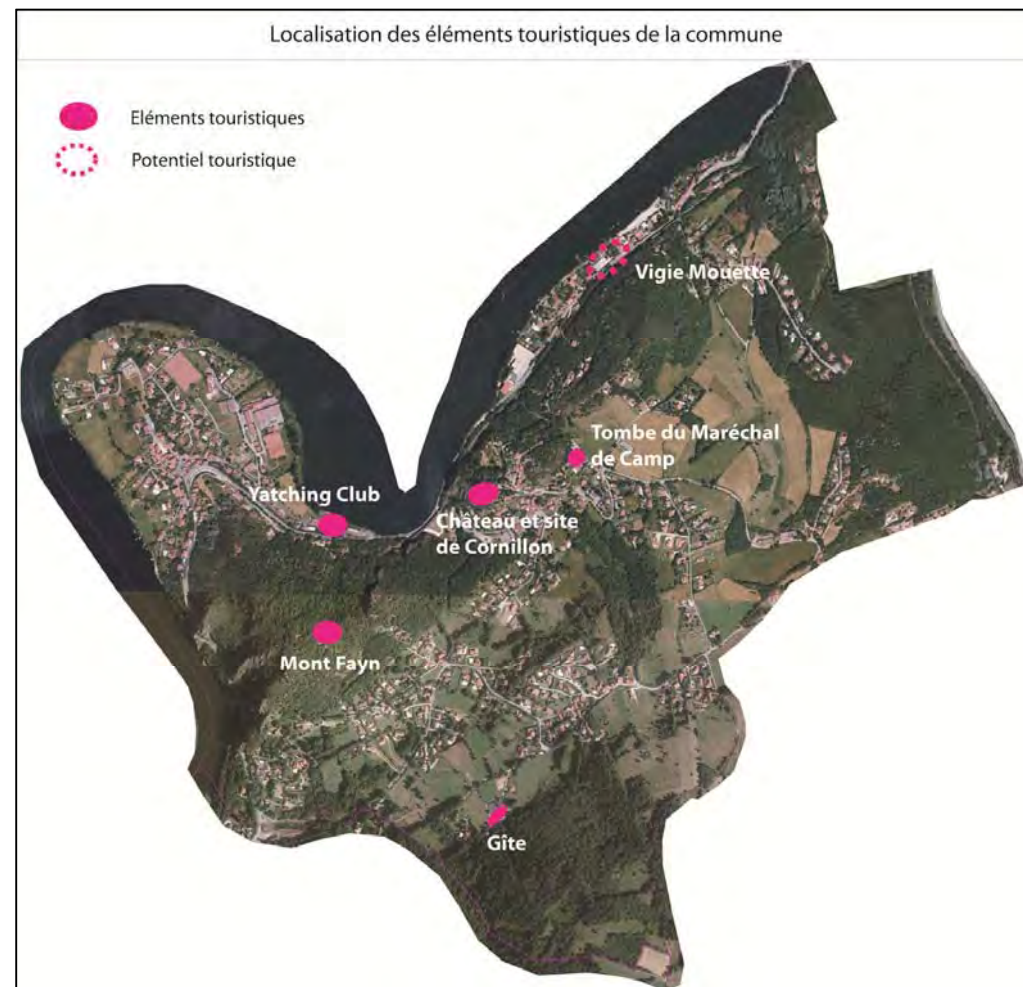 Localisation des éléments touristiques de la commune
Eléments touristiques
Potentiel touristique
Vigie Mouette
Tombe du Maréchal
de Camp
Yatching Club
Château et site
de Cornillon
Mont Fayn
Gîte